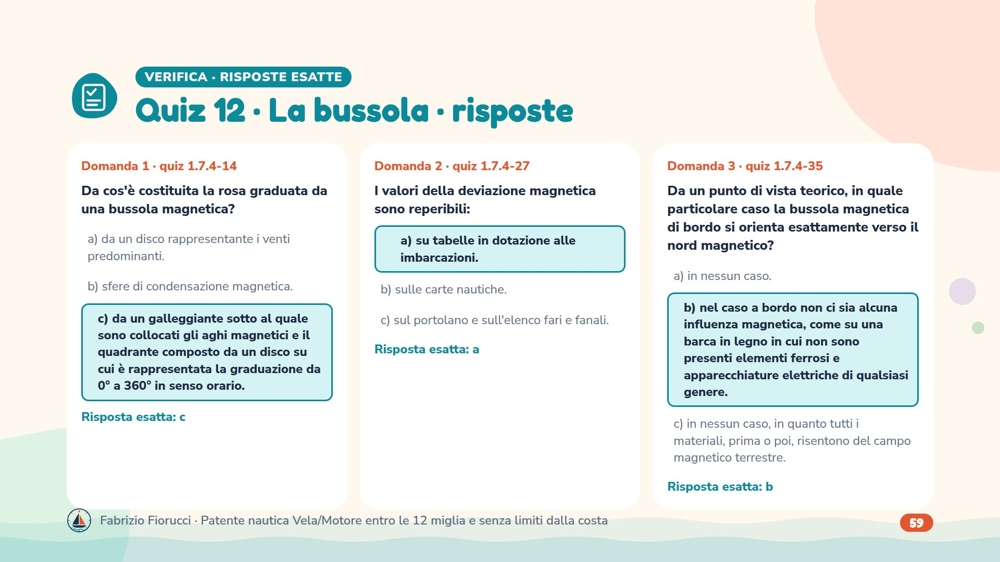 VERIFICA · RISPOSTE ESATTE
Quiz 12 · La bussola · risposte
Domanda 1 · quiz 1.7.4-14
Da cos'è costituita la rosa graduata da
una bussola magnetica?
a) da un disco rappresentante i venti
predominanti.
b) sfere di condensazione magnetica.
c) da un galleggiante sotto al quale
sono collocati gli aghi magnetici e il
quadrante composto da un disco su
cui è rappresentata la graduazione da
0° a 360° in senso orario.
Risposta esatta: c
Domanda 2 · quiz 1.7.4-27
I valori della deviazione magnetica
sono reperibili:
a) su tabelle in dotazione alle
imbarcazioni.
b) sulle carte nautiche.
c) sul portolano e sull'elenco fari e fanali.
Risposta esatta: a
Domanda 3 · quiz 1.7.4-35
Da un punto di vista teorico, in quale
particolare caso la bussola magnetica
di bordo si orienta esattamente verso il
nord magnetico?
a) in nessun caso.
b) nel caso a bordo non ci sia alcuna
influenza magnetica, come su una
barca in legno in cui non sono
presenti elementi ferrosi e
apparecchiature elettriche di qualsiasi
genere.
c) in nessun caso, in quanto tutti i
materiali, prima o poi, risentono del campo
magnetico terrestre.
Risposta esatta: b
Fabrizio Fiorucci · Patente nautica Vela/Motore entro le 12 miglia e senza limiti dalla costa
59